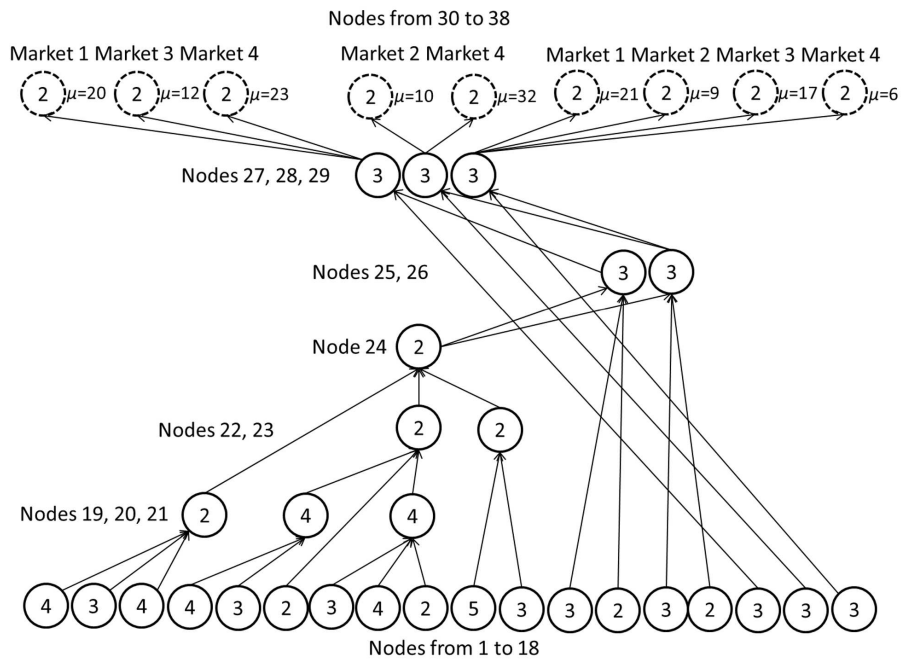 Nodes from 30 to 38
Market 1 Market 3 Market 4 Market 2 Market 4 Market 1 Market 2 Market 3 Market 4
2 μ=20 2 μ=12 2 μ=23 2 μ=10 2 μ=32 2 μ=21 2 μ=9 2 μ=17 2 μ=6
Nodes 27, 28, 29 3 3 3
Nodes 25, 26 3 3
Node 24 2
Nodes 22, 23 2 2
Nodes 19, 20, 21 2 4 4
4 3 4 4 3 2 3 4 2 5 3 3 2 3 2 3 3 3
Nodes from 1 to 18